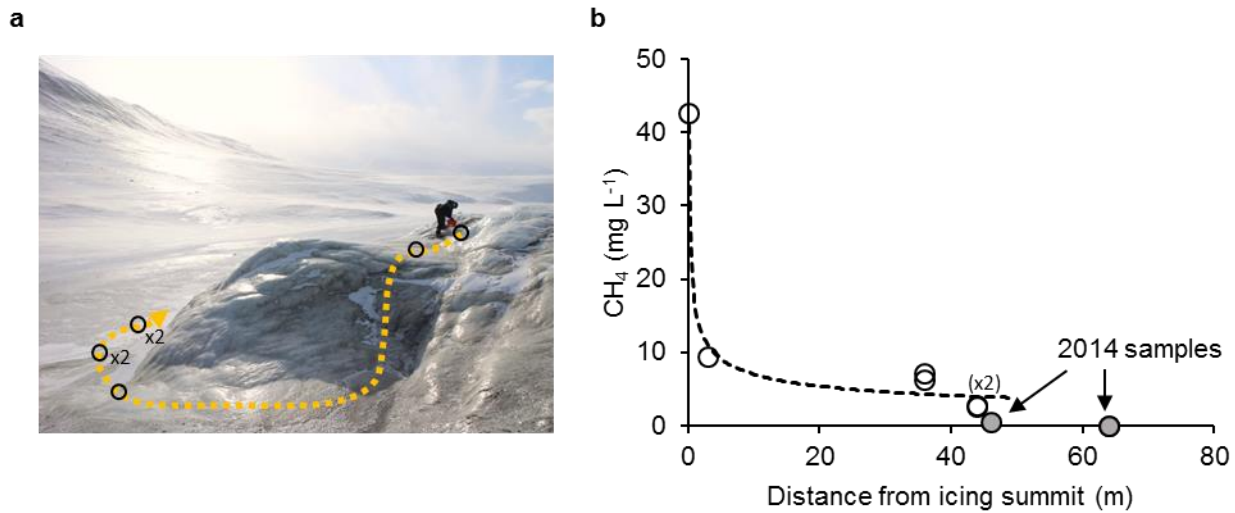 a
x2
x2
b
CH₄ (mg L⁻¹)
50
40
30
20
10
0
(x2)
2014 samples
0 20 40 60 80
Distance from icing summit (m)